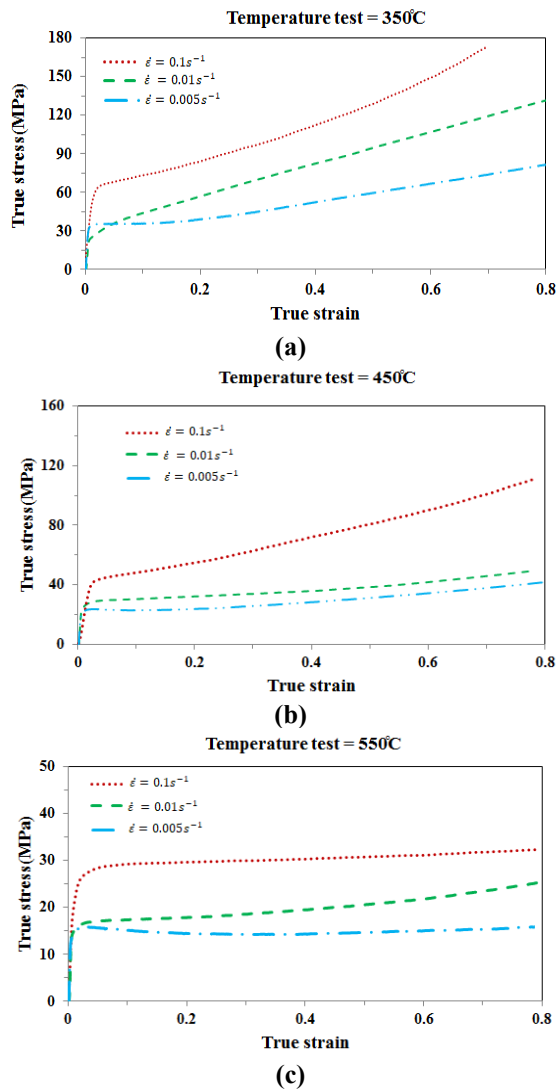 Temperature test = 350℃
True stress(MPa)
180
150
120
90
60
30
0
ε̇ = 0.1s⁻¹
ε̇ = 0.01s⁻¹
ε̇ = 0.005s⁻¹
0 0.2 0.4 0.6 0.8
True strain
(a)
Temperature test = 450℃
True stress(MPa)
160
120
80
40
0
ε̇ = 0.1s⁻¹
ε̇ = 0.01s⁻¹
ε̇ = 0.005s⁻¹
0 0.2 0.4 0.6 0.8
True strain
(b)
Temperature test = 550℃
True stress(MPa)
50
40
30
20
10
0
ε̇ = 0.1s⁻¹
ε̇ = 0.01s⁻¹
ε̇ = 0.005s⁻¹
0 0.2 0.4 0.6 0.8
True strain
(c)